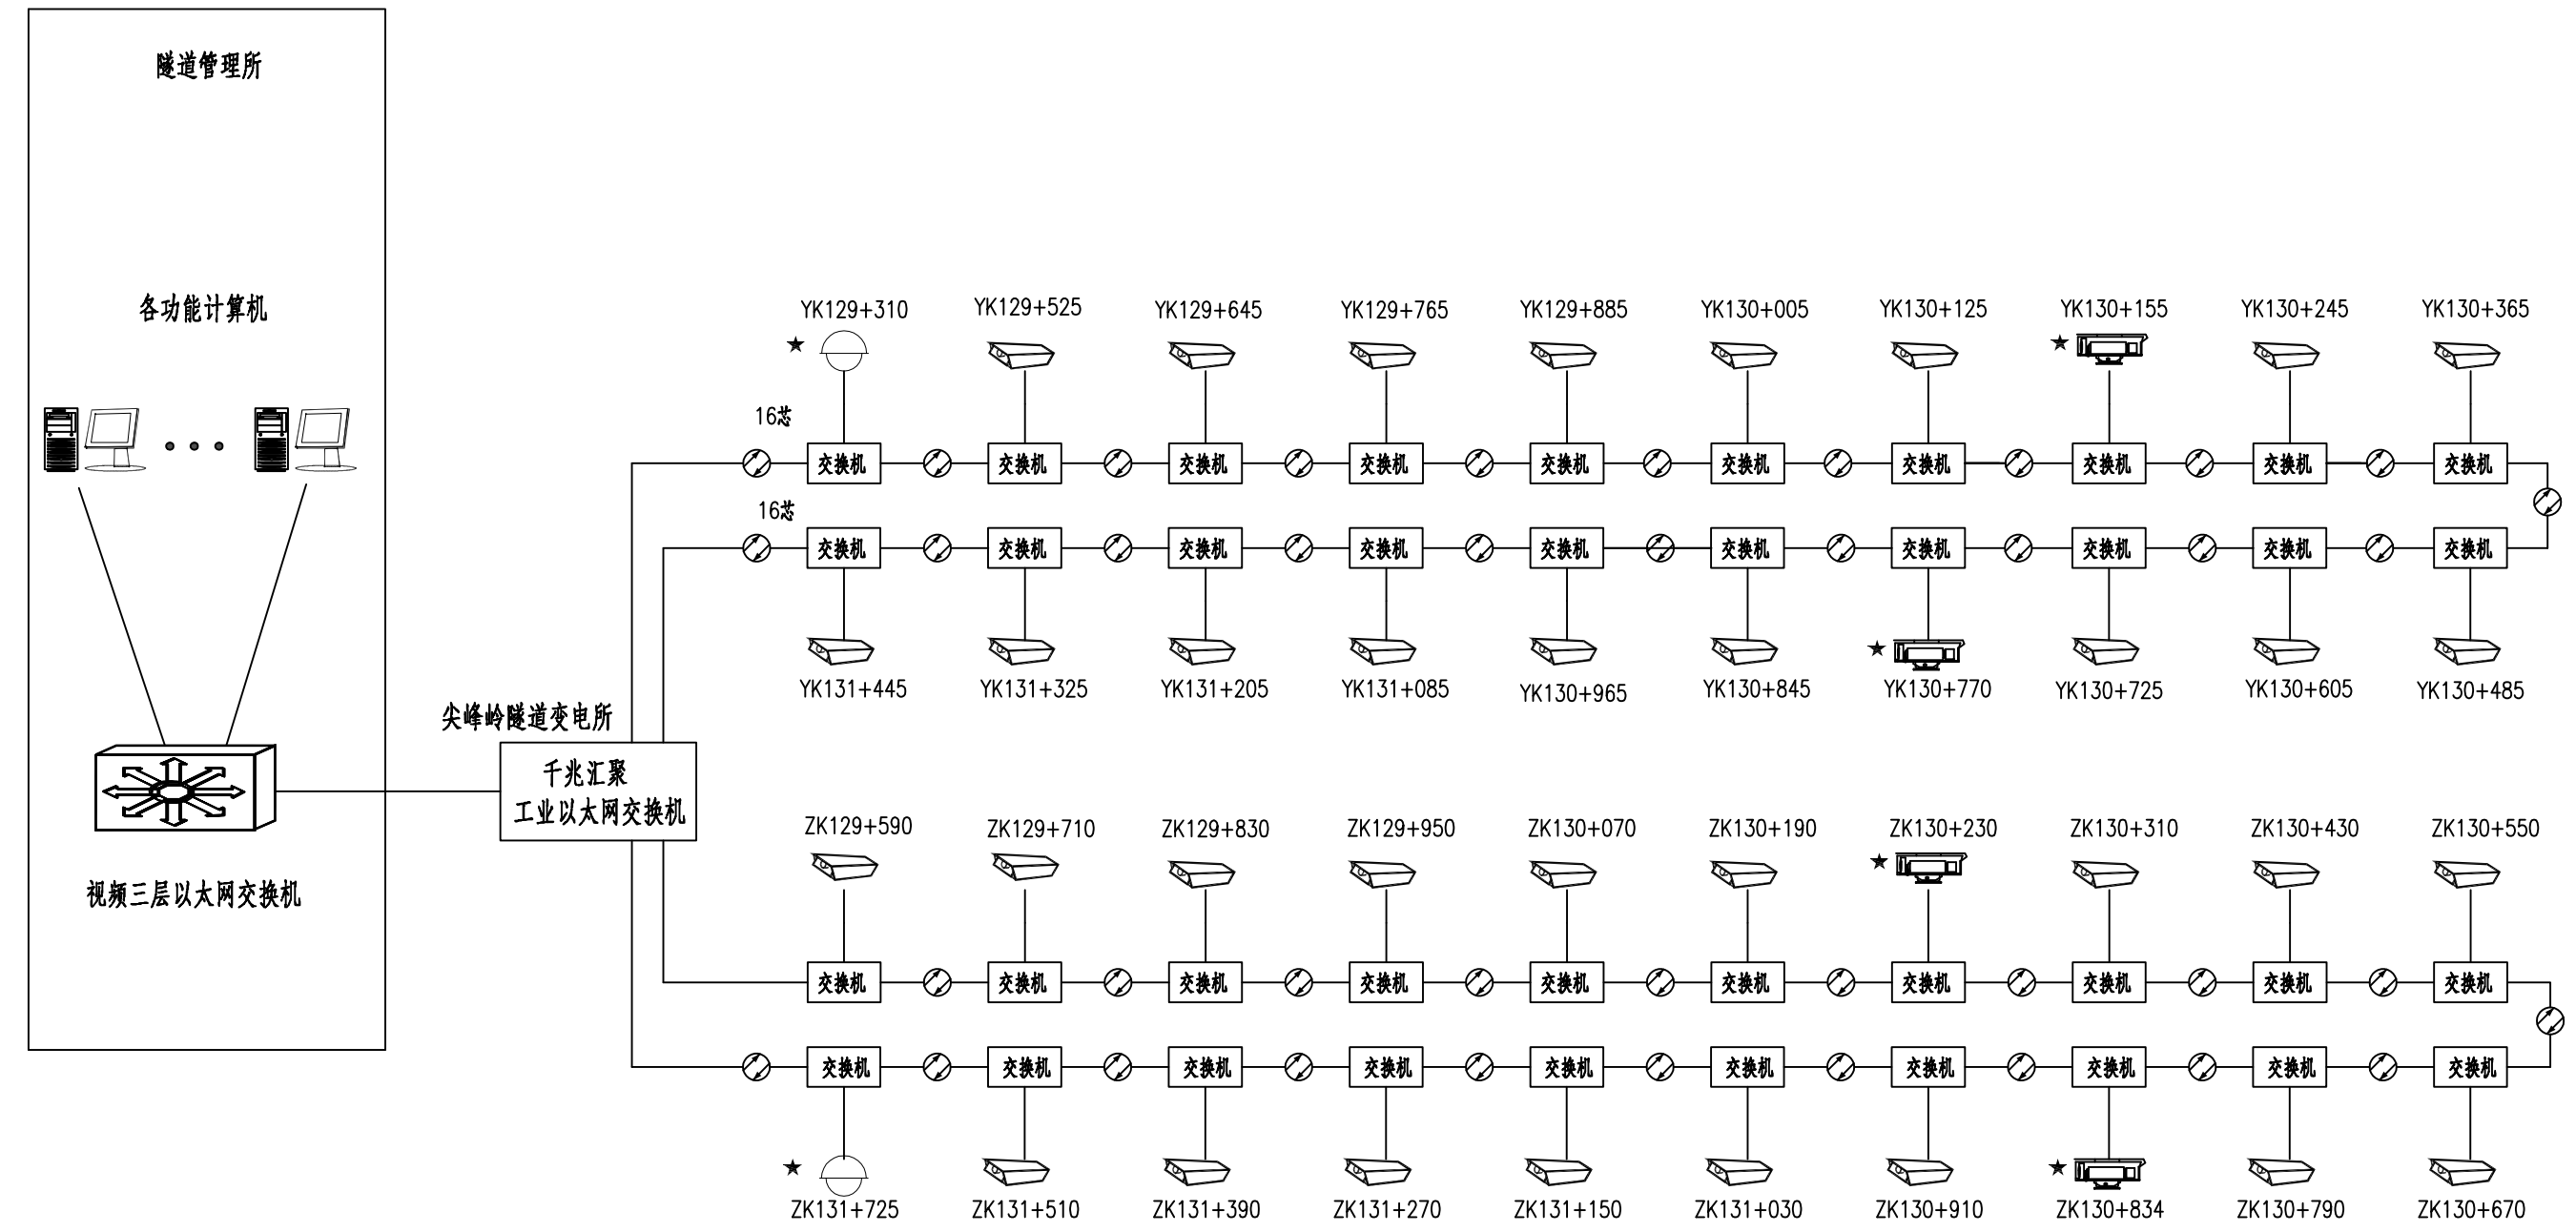 隧道管理所
各功能计算机
视频三层以太网交换机
尖峰岭隧道变电所
千兆汇聚
工业以太网交换机
YK129+310 YK129+525 YK129+645 YK129+765 YK129+885 YK130+005 YK130+125 YK130+155 YK130+245 YK130+365
★ ★
16芯
交换机 交换机 交换机 交换机 交换机 交换机 交换机 交换机 交换机 交换机
16芯
交换机 交换机 交换机 交换机 交换机 交换机 交换机 交换机 交换机 交换机
★
YK131+445 YK131+325 YK131+205 YK131+085 YK130+965 YK130+845 YK130+770 YK130+725 YK130+605 YK130+485
ZK129+590 ZK129+710 ZK129+830 ZK129+950 ZK130+070 ZK130+190 ZK130+230 ZK130+310 ZK130+430 ZK130+550
★
交换机 交换机 交换机 交换机 交换机 交换机 交换机 交换机 交换机 交换机
交换机 交换机 交换机 交换机 交换机 交换机 交换机 交换机 交换机 交换机
★ ★
ZK131+725 ZK131+510 ZK131+390 ZK131+270 ZK131+150 ZK131+030 ZK130+910 ZK130+834 ZK130+790 ZK130+670